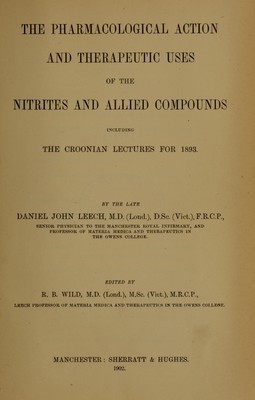 THE PHARMACOLOGICAL ACTION
AND THERAPEUTIC USES
OF THE
NITRITES AND ALLIED COMPOUNDS
INCLUDING
THE CROONIAN LECTURES FOR 1893.
BY THE LATE
DANIEL JOHN LEECH, M.D. (Lond.), D.Sc. (Vict.), F.R.C.P.,
SENIOR PHYSICIAN TO THE MANCHESTER ROYAL INFIRMARY, AND
PROFESSOR OF MATERIA MEDICA AND THERAPEUTICS IN
THE OWENS COLLEGE.
EDITED BY
R. B. WILD, M.D. (Lond.), M.Sc. (Vict.), M.R.C.P.,
LEECH PROFESSOR OF MATERIA MEDICA AND THERAPEUTICS IN THE OWENS COLLEGE.
MANCHESTER: SHERRATT & HUGHES.
1902.